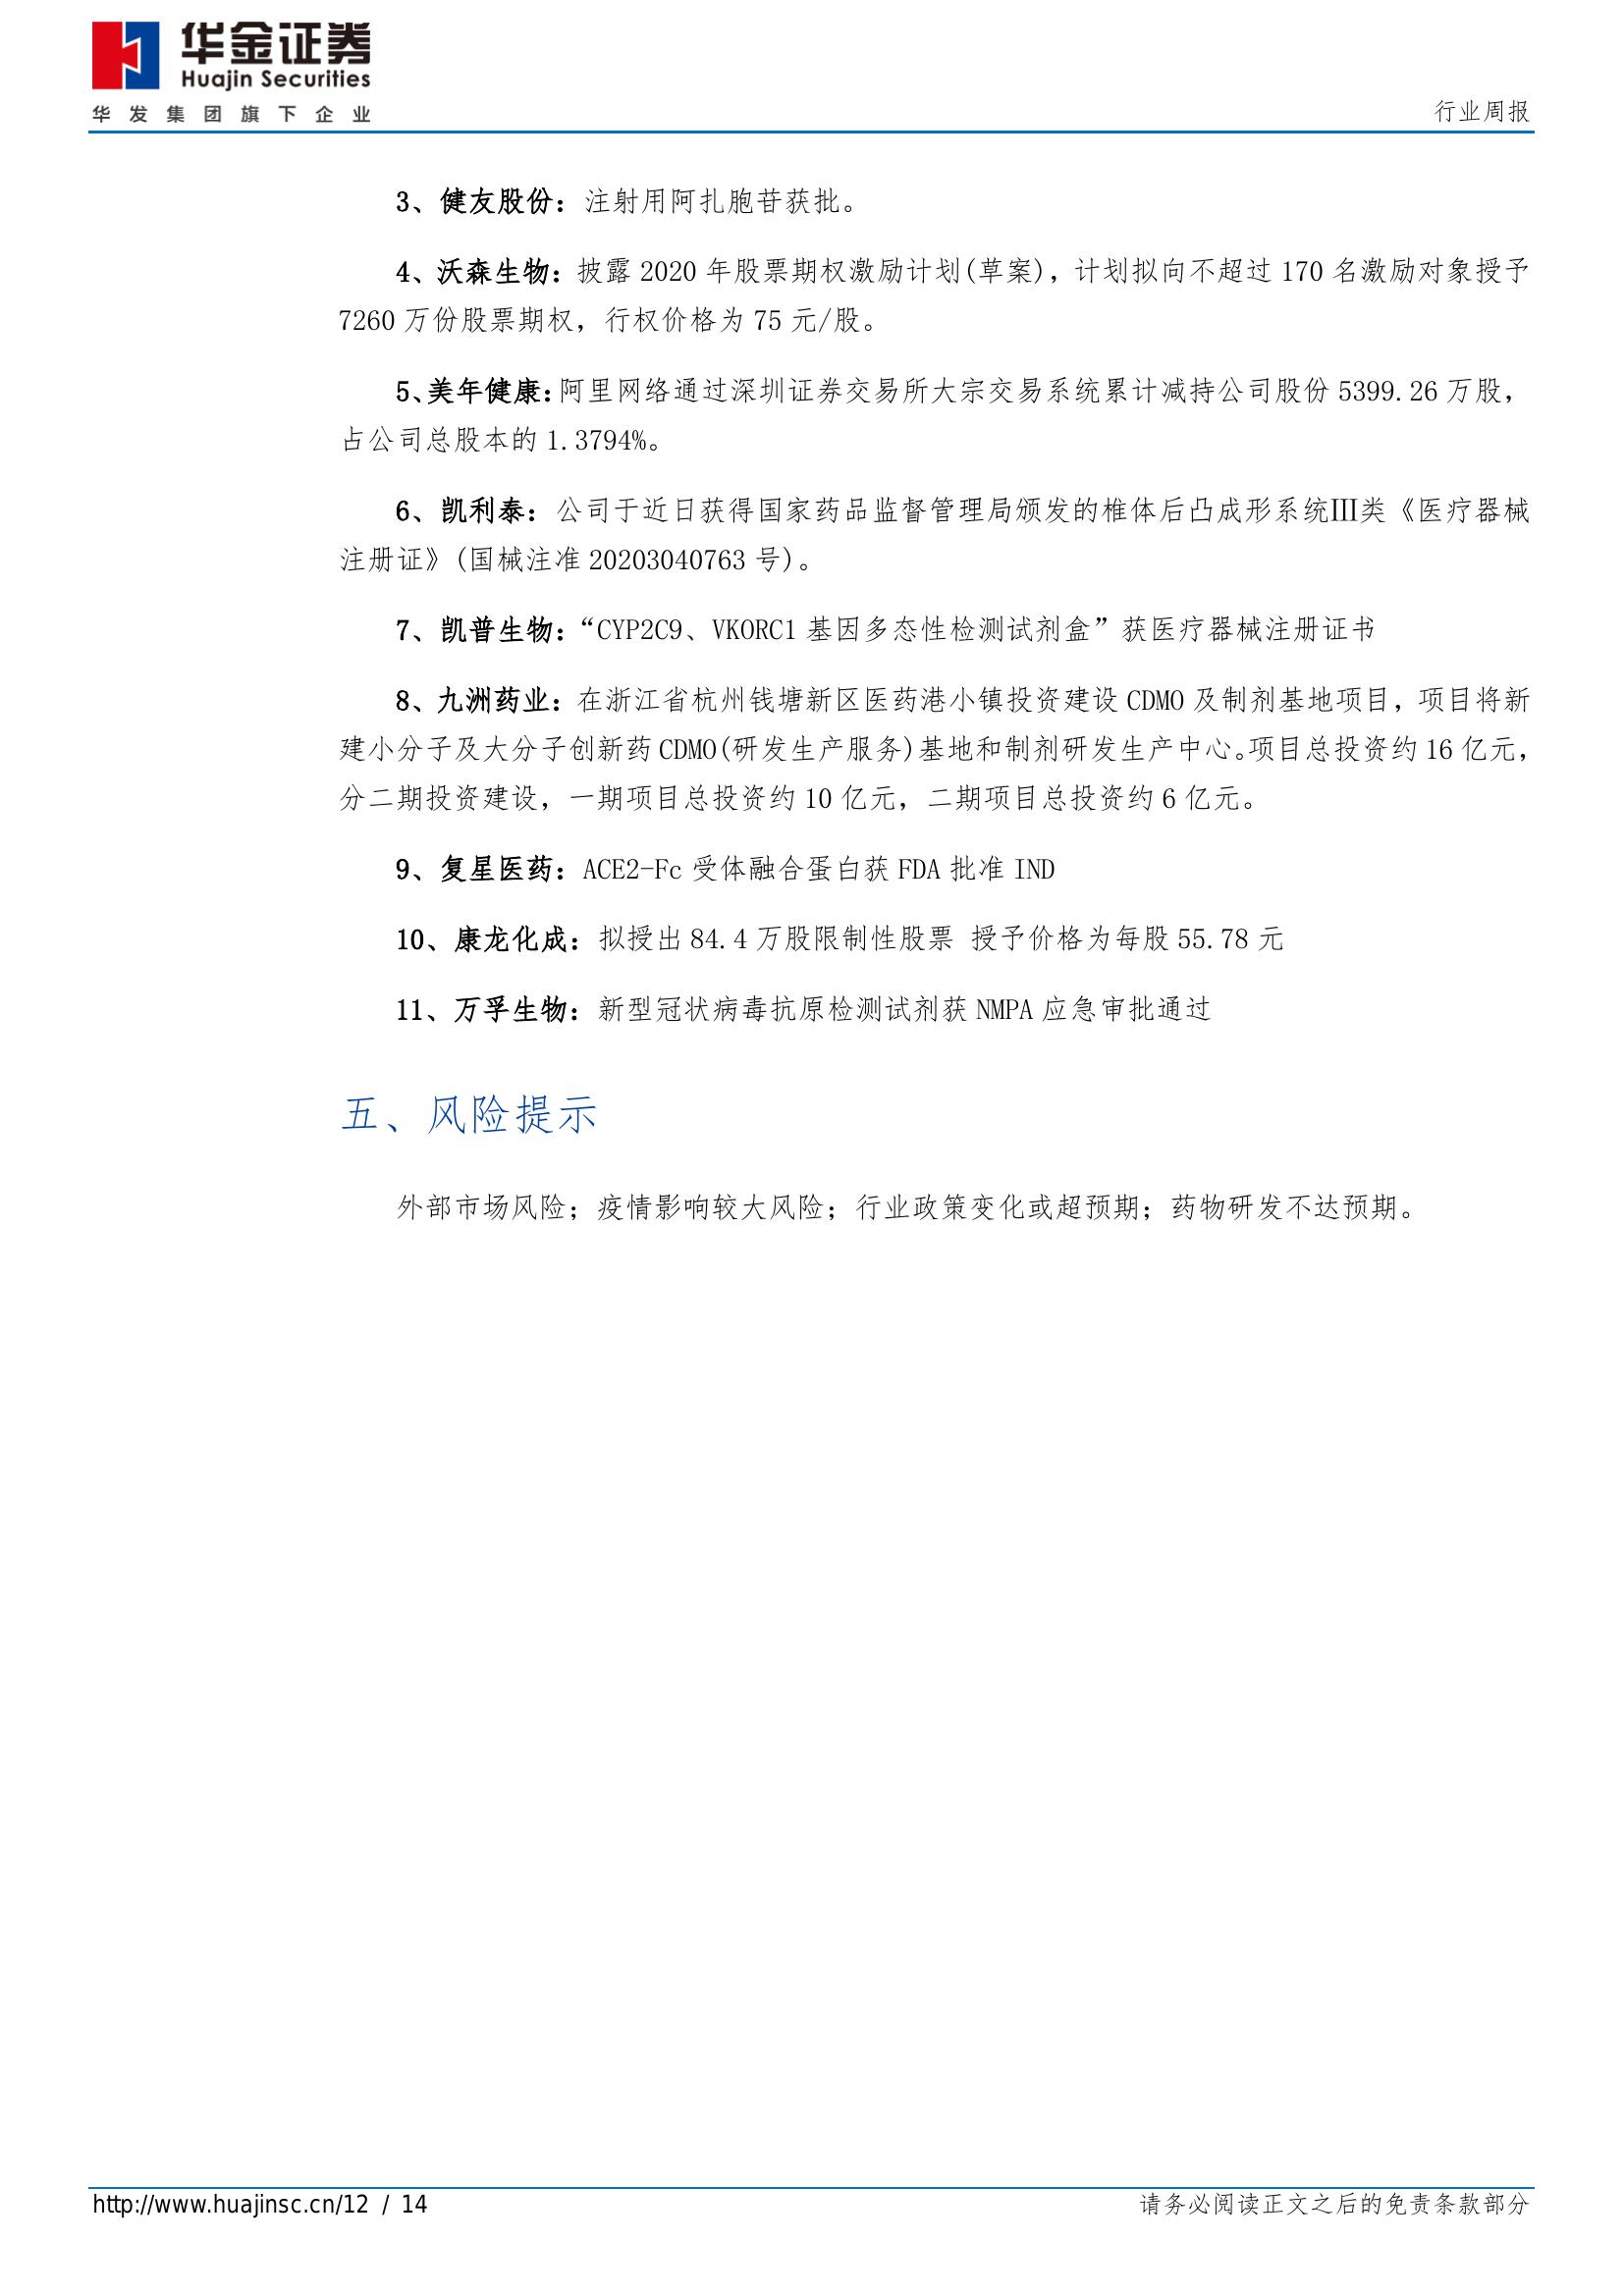 华金证券
Huajin Securities
华发集团旗下企业
行业周报
3、健友股份：注射用阿扎胞苷获批。
4、沃森生物：披露 2020 年股票期权激励计划(草案)，计划拟向不超过 170 名激励对象授予
7260 万份股票期权，行权价格为 75 元/股。
5、美年健康：阿里网络通过深圳证券交易所大宗交易系统累计减持公司股份 5399.26 万股，
占公司总股本的 1.3794%。
6、凯利泰：公司于近日获得国家药品监督管理局颁发的椎体后凸成形系统Ⅲ类《医疗器械
注册证》(国械注准 20203040763 号)。
7、凯普生物：“CYP2C9、VKORC1 基因多态性检测试剂盒”获医疗器械注册证书
8、九洲药业：在浙江省杭州钱塘新区医药港小镇投资建设 CDMO 及制剂基地项目，项目将新
建小分子及大分子创新药 CDMO(研发生产服务)基地和制剂研发生产中心。项目总投资约 16 亿元，
分二期投资建设，一期项目总投资约 10 亿元，二期项目总投资约 6 亿元。
9、复星医药：ACE2-Fc 受体融合蛋白获 FDA 批准 IND
10、康龙化成：拟授出 84.4 万股限制性股票 授予价格为每股 55.78 元
11、万孚生物：新型冠状病毒抗原检测试剂获 NMPA 应急审批通过
五、风险提示
外部市场风险；疫情影响较大风险；行业政策变化或超预期；药物研发不达预期。
http://www.huajinsc.cn/12 / 14
请务必阅读正文之后的免责条款部分